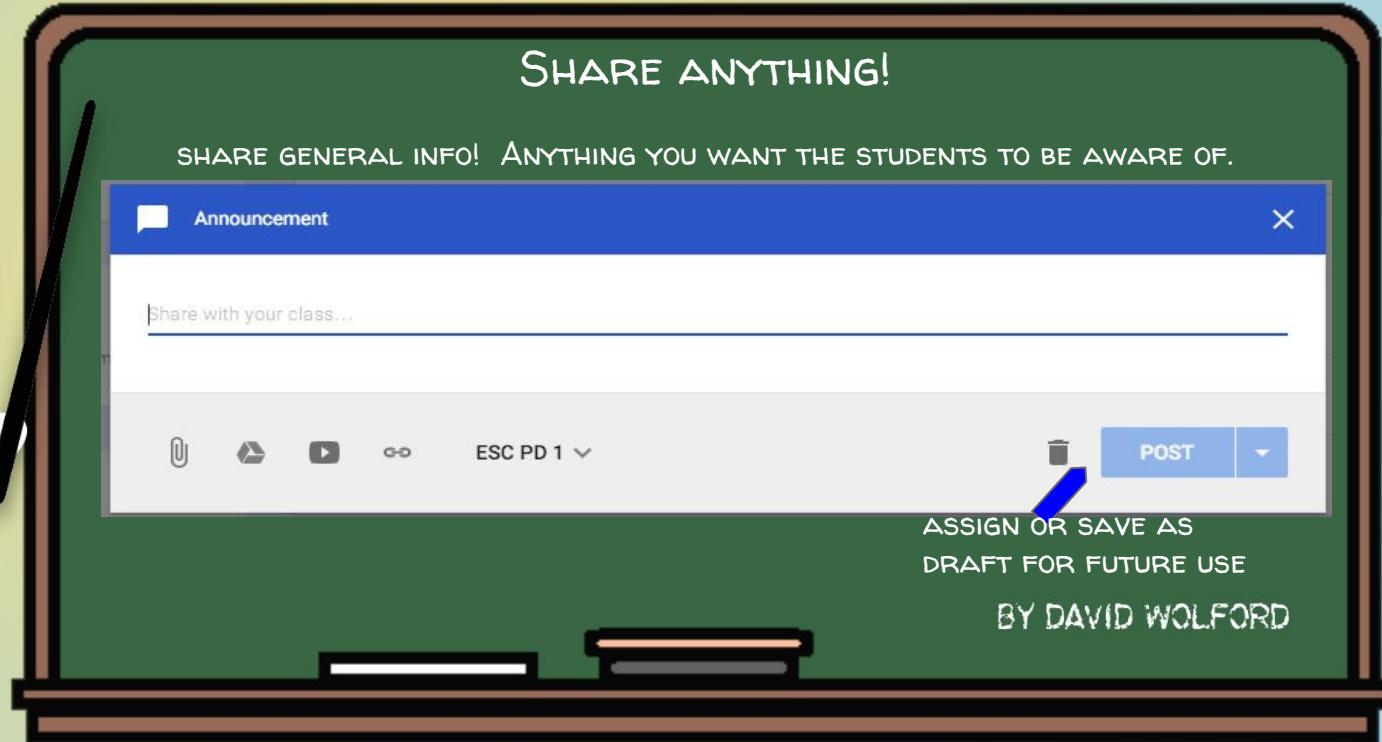 Share anything!
share general info! Anything you want the students to be aware of.
Announcement
Share with your class...
ESC PD 1
POST
assign or save as
draft for future use
BY DAVID WOLFORD